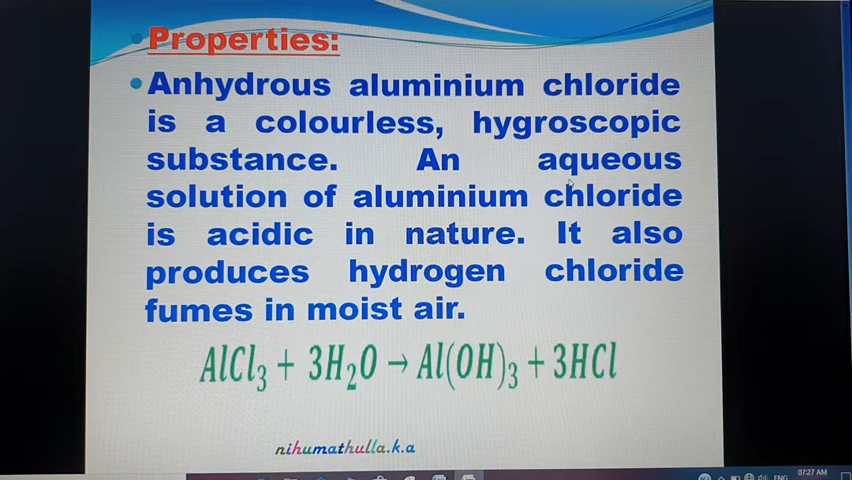 Properties:
Anhydrous aluminium chloride
is a colourless, hygroscopic
substance. An aqueous
solution of aluminium chloride
is acidic in nature. It also
produces hydrogen chloride
fumes in moist air.
AlCl₃ + 3H₂O → Al(OH)₃ + 3HCl
nihumathulla.k.a
ENG
07:27 AM